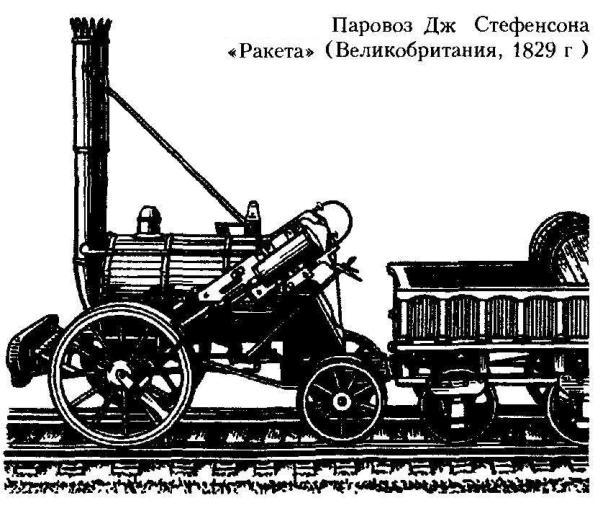 Паровоз Дж Стефенсона
«Ракета» (Великобритания, 1829 г )